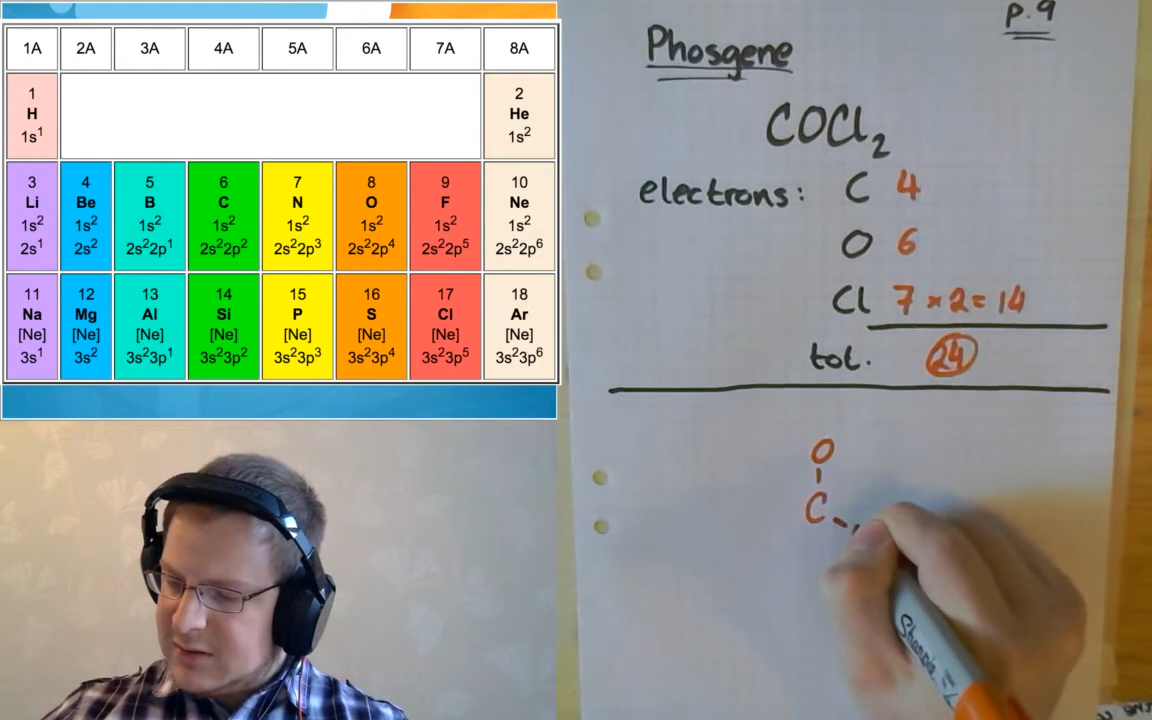 1A 2A 3A 4A 5A 6A 7A 8A
1 2
H He
1s¹ 1s²
3 4 5 6 7 8 9 10
Li Be B C N O F Ne
1s² 1s² 1s² 1s² 1s² 1s² 1s² 1s²
2s¹ 2s² 2s²2p¹ 2s²2p² 2s²2p³ 2s²2p⁴ 2s²2p⁵ 2s²2p⁶
11 12 13 14 15 16 17 18
Na Mg Al Si P S Cl Ar
[Ne] [Ne] [Ne] [Ne] [Ne] [Ne] [Ne] [Ne]
3s¹ 3s² 3s²3p¹ 3s²3p² 3s²3p³ 3s²3p⁴ 3s²3p⁵ 3s²3p⁶
p.9
Phosgene
COCl₂
electrons: C 4
O 6
Cl 7 × 2 = 14
tot. 24
O
C
Sharpie